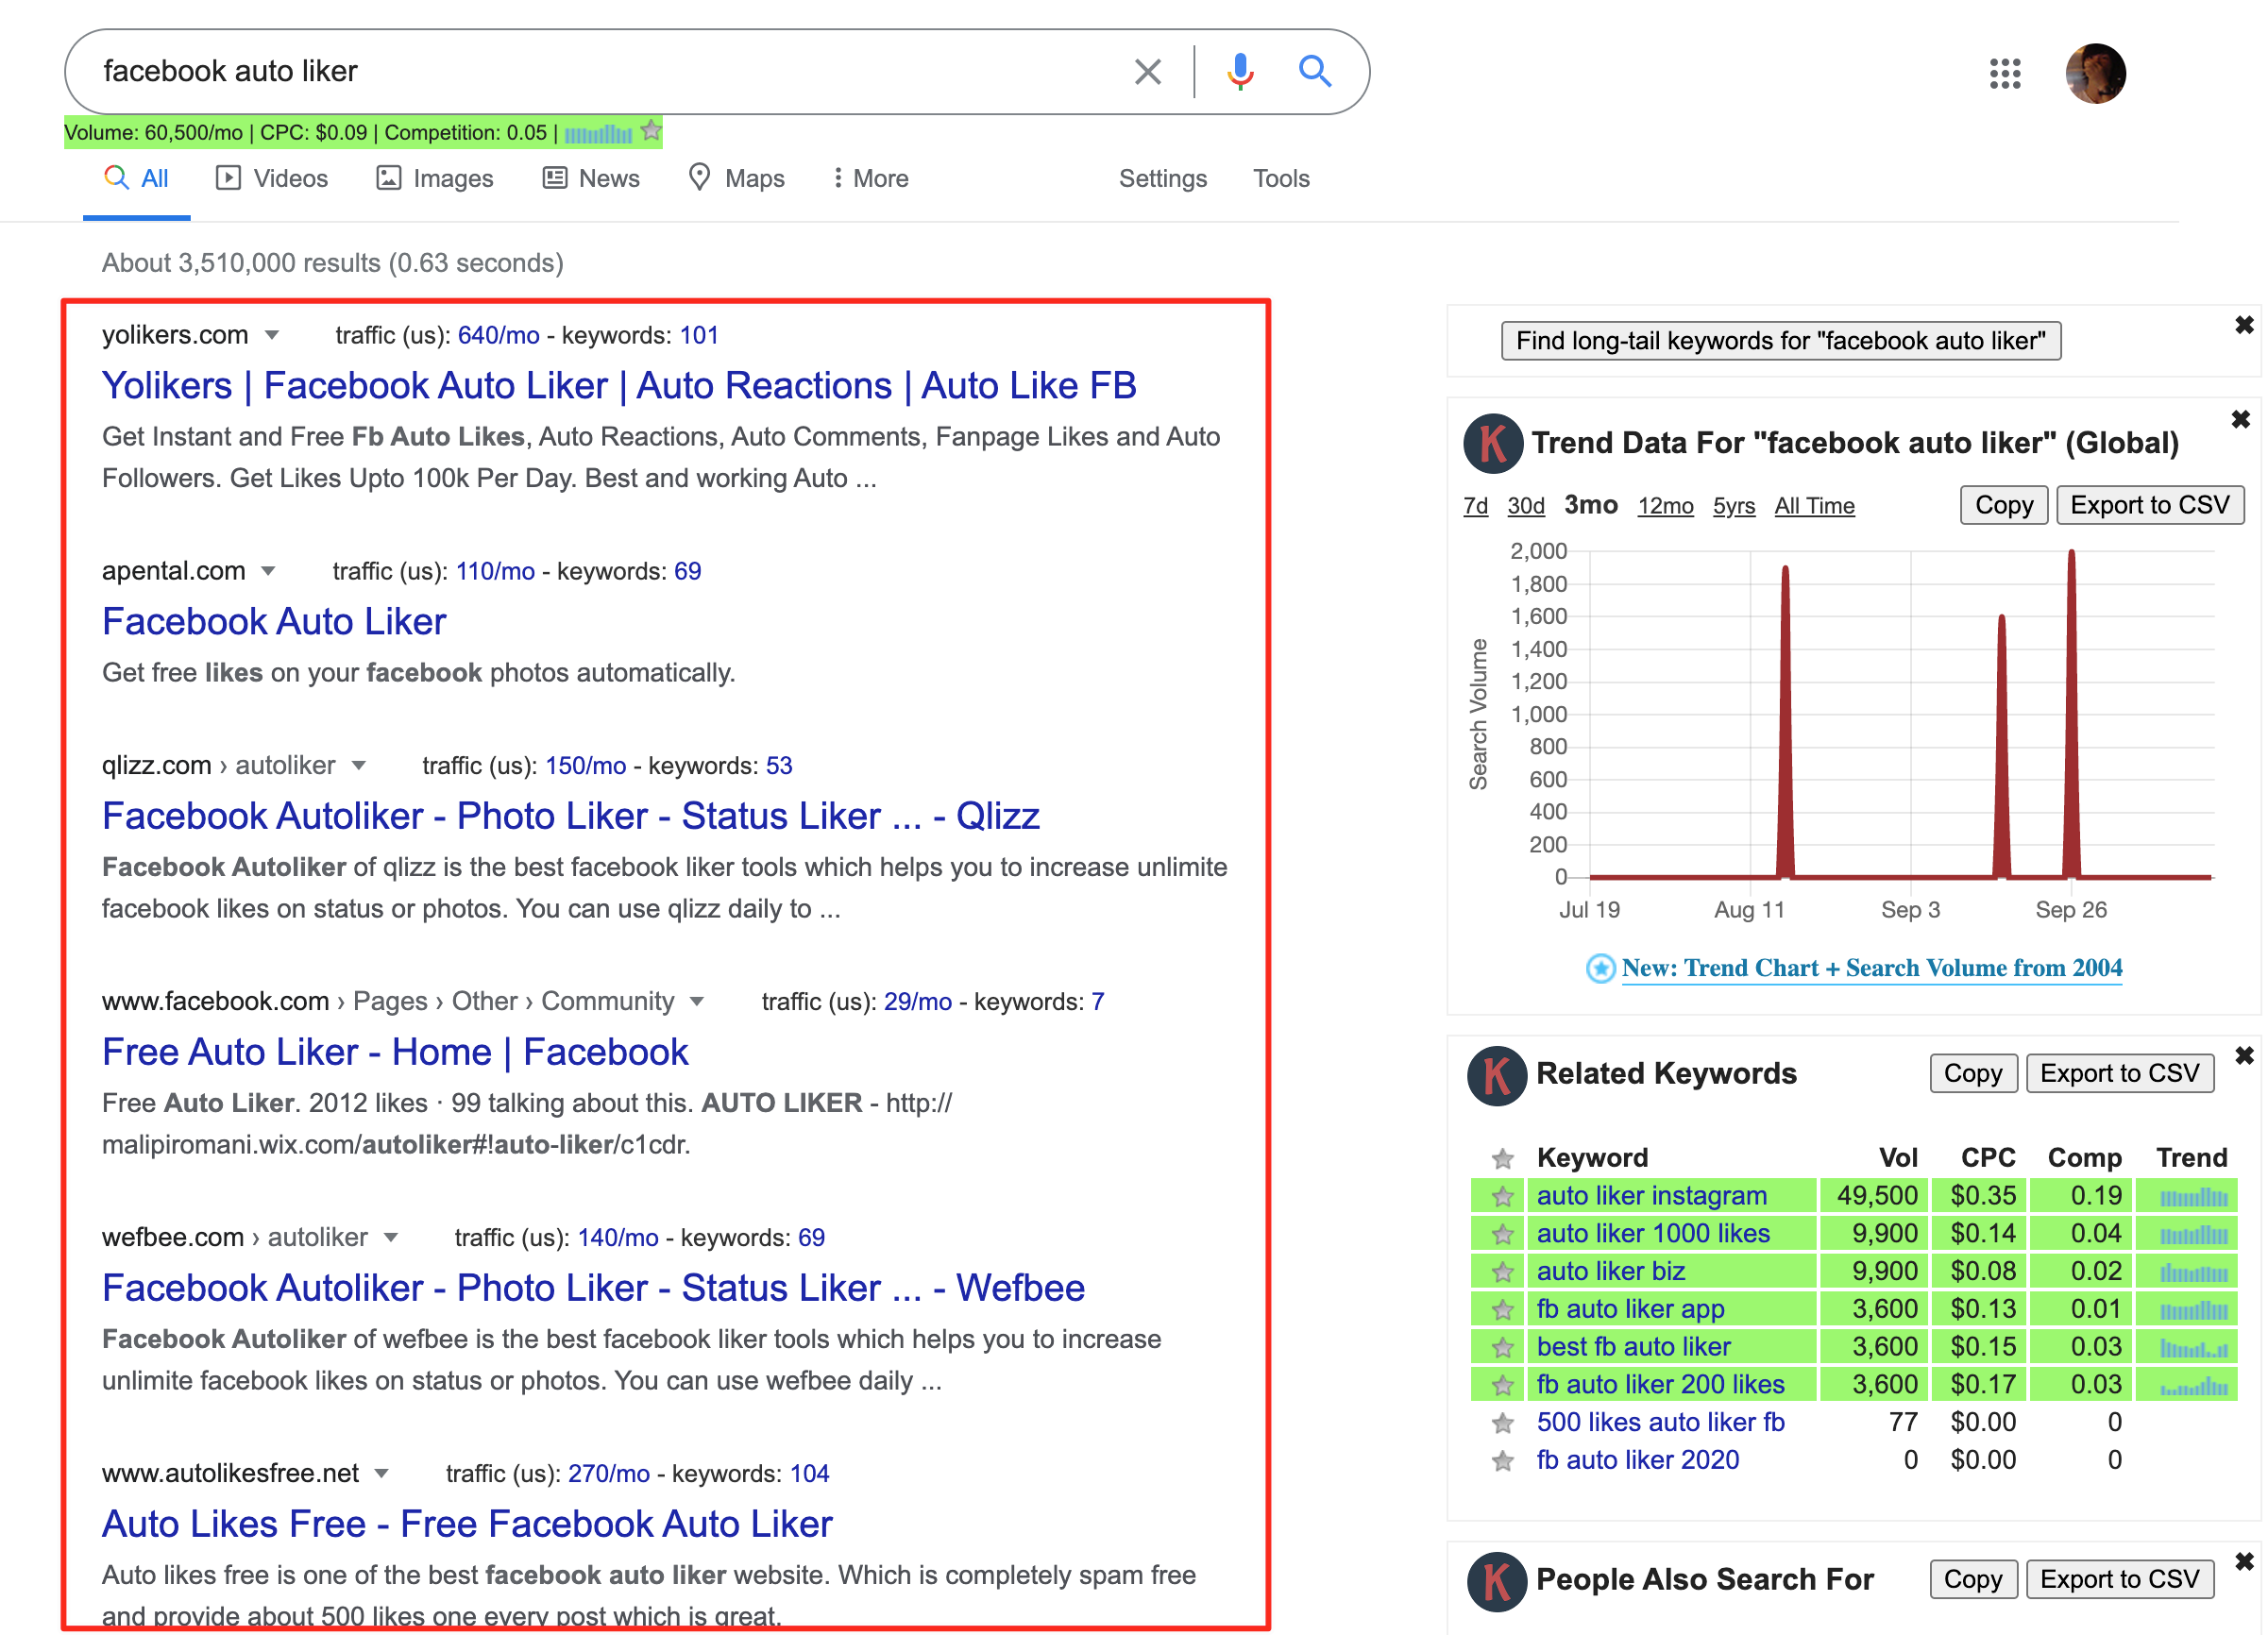 facebook auto liker
Volume: 60,500/mo | CPC: $0.09 | Competition: 0.05 |
All Videos Images News Maps More Settings Tools
About 3,510,000 results (0.63 seconds)
yolikers.com traffic (us): 640/mo - keywords: 101
Yolikers | Facebook Auto Liker | Auto Reactions | Auto Like FB
Get Instant and Free Fb Auto Likes, Auto Reactions, Auto Comments, Fanpage Likes and Auto
Followers. Get Likes Upto 100k Per Day. Best and working Auto ...
apental.com traffic (us): 110/mo - keywords: 69
Facebook Auto Liker
Get free likes on your facebook photos automatically.
qlizz.com › autoliker traffic (us): 150/mo - keywords: 53
Facebook Autoliker - Photo Liker - Status Liker ... - Qlizz
Facebook Autoliker of qlizz is the best facebook liker tools which helps you to increase unlimite
facebook likes on status or photos. You can use qlizz daily to ...
www.facebook.com › Pages › Other › Community traffic (us): 29/mo - keywords: 7
Free Auto Liker - Home | Facebook
Free Auto Liker. 2012 likes · 99 talking about this. AUTO LIKER - http://
malipiromani.wix.com/autoliker#!auto-liker/c1cdr.
wefbee.com › autoliker traffic (us): 140/mo - keywords: 69
Facebook Autoliker - Photo Liker - Status Liker ... - Wefbee
Facebook Autoliker of wefbee is the best facebook liker tools which helps you to increase
unlimite facebook likes on status or photos. You can use wefbee daily ...
www.autolikesfree.net traffic (us): 270/mo - keywords: 104
Auto Likes Free - Free Facebook Auto Liker
Auto likes free is one of the best facebook auto liker website. Which is completely spam free
and provide about 500 likes one every post which is great.
Find long-tail keywords for "facebook auto liker"
K Trend Data For "facebook auto liker" (Global)
7d 30d 3mo 12mo 5yrs All Time Copy Export to CSV
Search Volume
2,000
1,800
1,600
1,400
1,200
1,000
800
600
400
200
0
Jul 19 Aug 11 Sep 3 Sep 26
New: Trend Chart + Search Volume from 2004
K Related Keywords Copy Export to CSV
Keyword Vol CPC Comp Trend
auto liker instagram 49,500 $0.35 0.19
auto liker 1000 likes 9,900 $0.14 0.04
auto liker biz 9,900 $0.08 0.02
fb auto liker app 3,600 $0.13 0.01
best fb auto liker 3,600 $0.15 0.03
fb auto liker 200 likes 3,600 $0.17 0.03
500 likes auto liker fb 77 $0.00 0
fb auto liker 2020 0 $0.00 0
K People Also Search For Copy Export to CSV